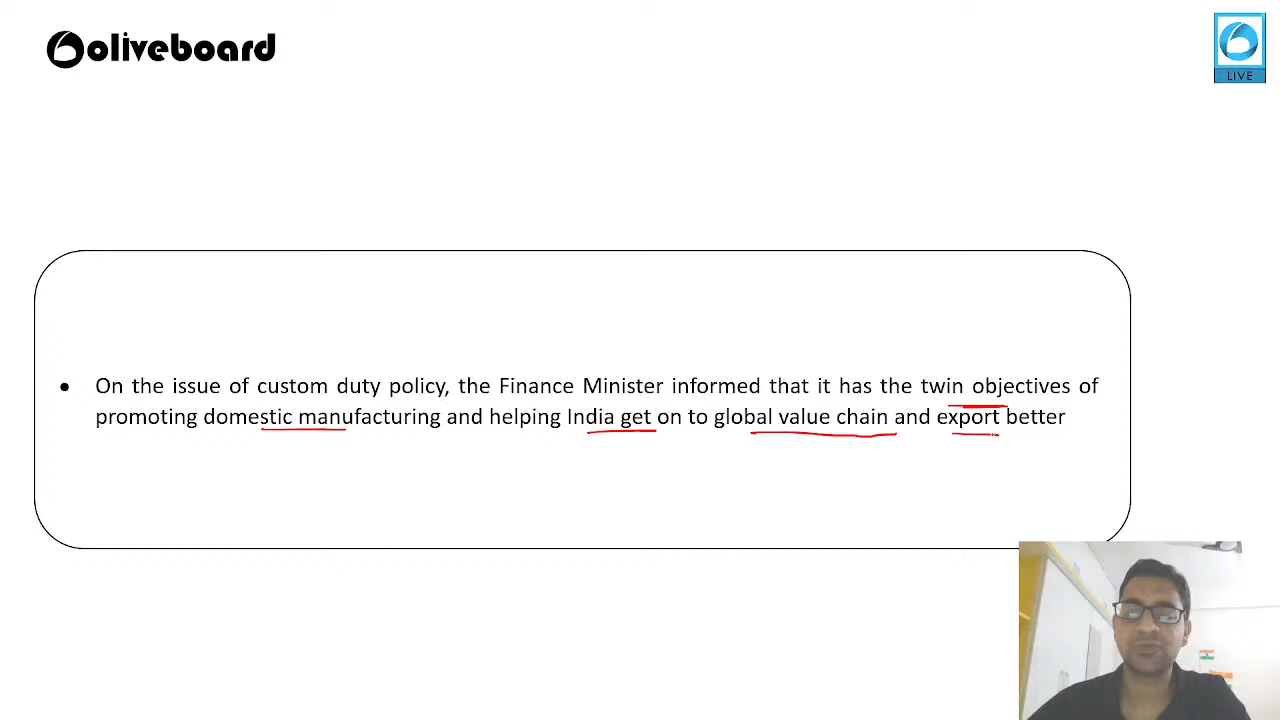 oliveboard
LIVE
On the issue of custom duty policy, the Finance Minister informed that it has the twin objectives of
promoting domestic manufacturing and helping India get on to global value chain and export better